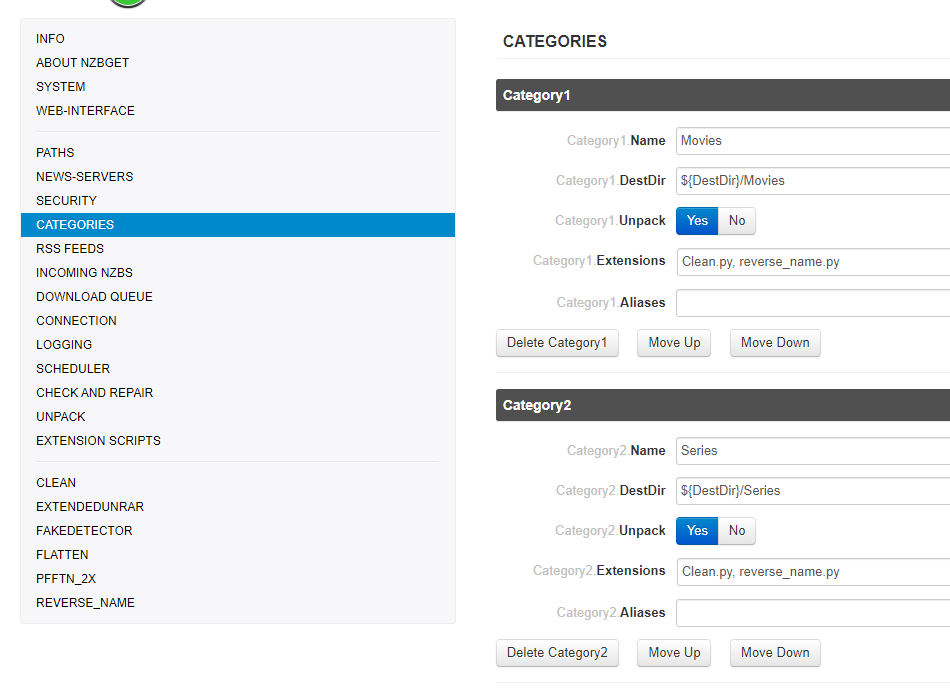 INFO
ABOUT NZBGET
SYSTEM
WEB-INTERFACE
PATHS
NEWS-SERVERS
SECURITY
CATEGORIES
RSS FEEDS
INCOMING NZBS
DOWNLOAD QUEUE
CONNECTION
LOGGING
SCHEDULER
CHECK AND REPAIR
UNPACK
EXTENSION SCRIPTS
CLEAN
EXTENDEDUNRAR
FAKEDETECTOR
FLATTEN
PFFTN_2X
REVERSE_NAME
CATEGORIES
Category1
Category1.Name Movies
Category1.DestDir ${DestDir}/Movies
Category1.Unpack Yes No
Category1.Extensions Clean.py, reverse_name.py
Category1.Aliases
Delete Category1 Move Up Move Down
Category2
Category2.Name Series
Category2.DestDir ${DestDir}/Series
Category2.Unpack Yes No
Category2.Extensions Clean.py, reverse_name.py
Category2.Aliases
Delete Category2 Move Up Move Down